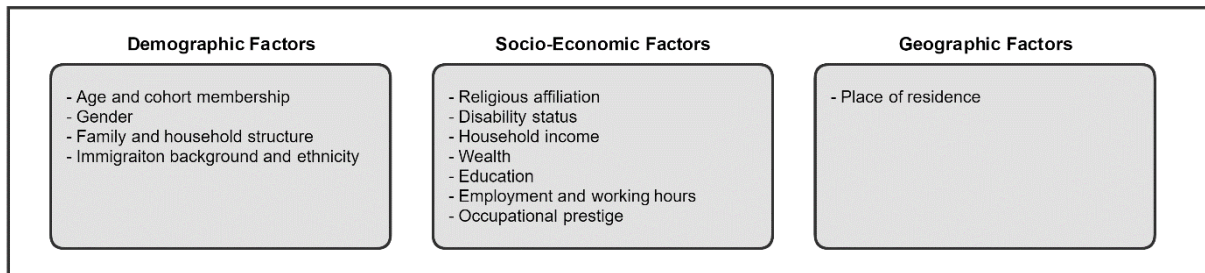 Demographic Factors
- Age and cohort membership
- Gender
- Family and household structure
- Immigraiton background and ethnicity
Socio-Economic Factors
- Religious affiliation
- Disability status
- Household income
- Wealth
- Education
- Employment and working hours
- Occupational prestige
Geographic Factors
- Place of residence